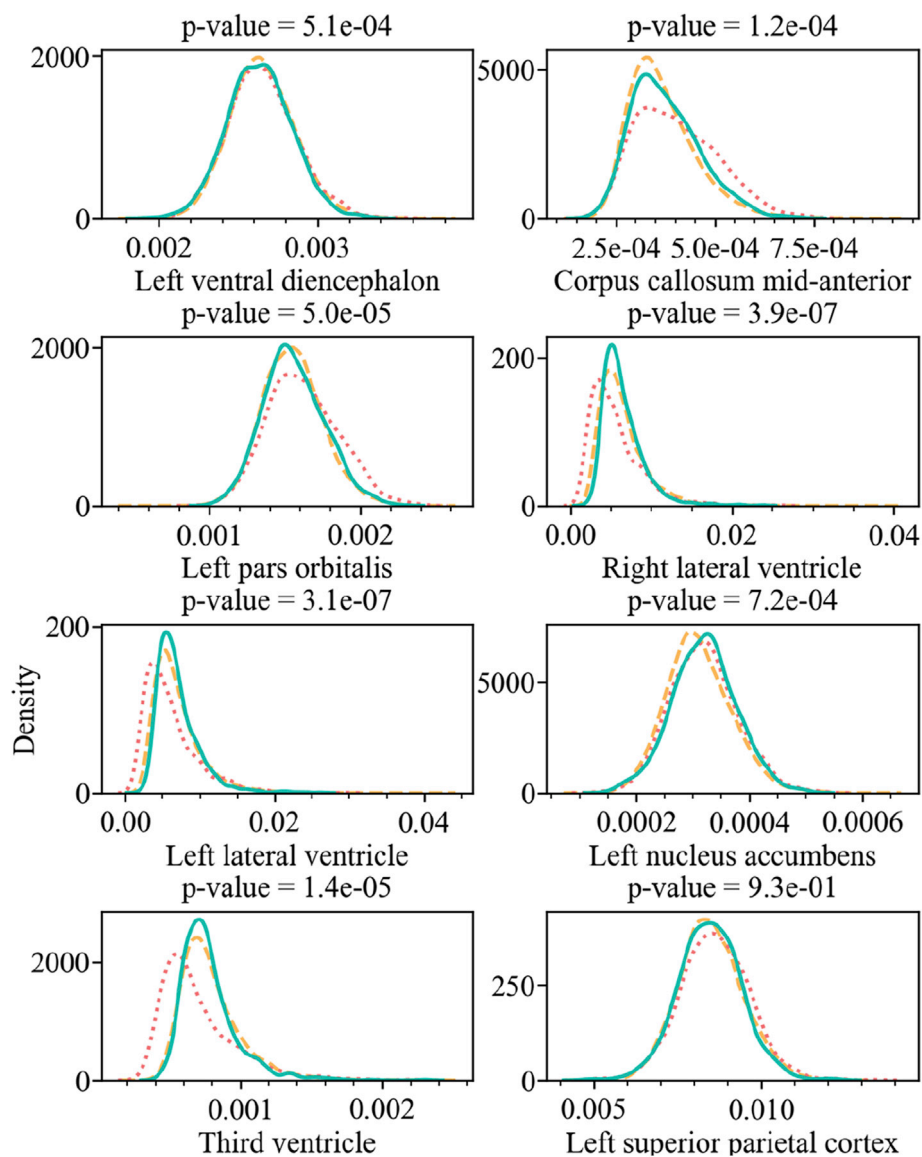 p-value = 5.1e-04
2000
0
0.002 0.003
Left ventral diencephalon
p-value = 1.2e-04
5000
0
2.5e-04 5.0e-04 7.5e-04
Corpus callosum mid-anterior
p-value = 5.0e-05
2000
0
0.001 0.002
Left pars orbitalis
p-value = 3.9e-07
200
0
0.00 0.02 0.04
Right lateral ventricle
p-value = 3.1e-07
200
0
0.00 0.02 0.04
Left lateral ventricle
Density
p-value = 7.2e-04
5000
0
0.0002 0.0004 0.0006
Left nucleus accumbens
p-value = 1.4e-05
2000
0
0.001 0.002
Third ventricle
p-value = 9.3e-01
250
0
0.005 0.010
Left superior parietal cortex